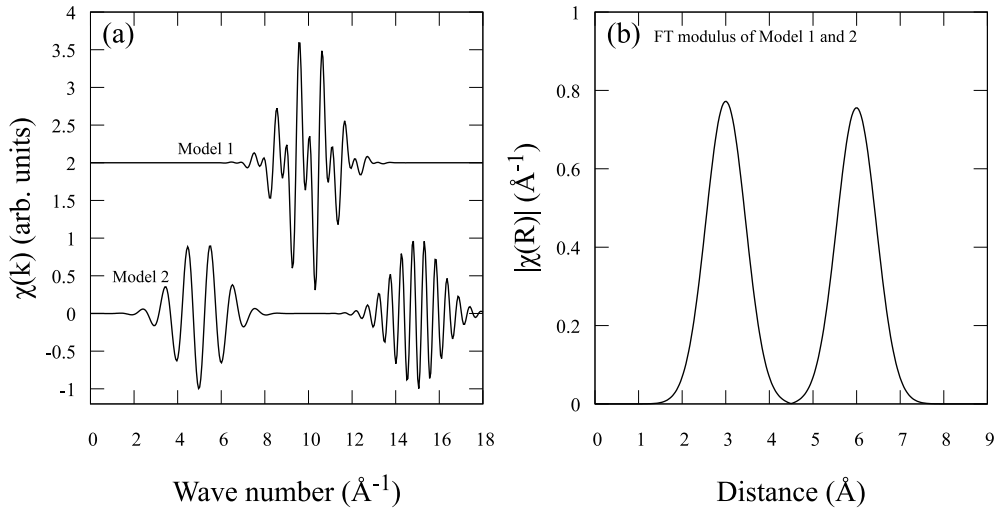 (a)
χ(k) (arb. units)
4
3.5
3
2.5
2
1.5
1
0.5
0
-0.5
-1
Model 1
Model 2
0 2 4 6 8 10 12 14 16 18
Wave number (Å⁻¹)
(b) FT modulus of Model 1 and 2
|χ(R)| (Å⁻¹)
1
0.8
0.6
0.4
0.2
0
0 1 2 3 4 5 6 7 8 9
Distance (Å)